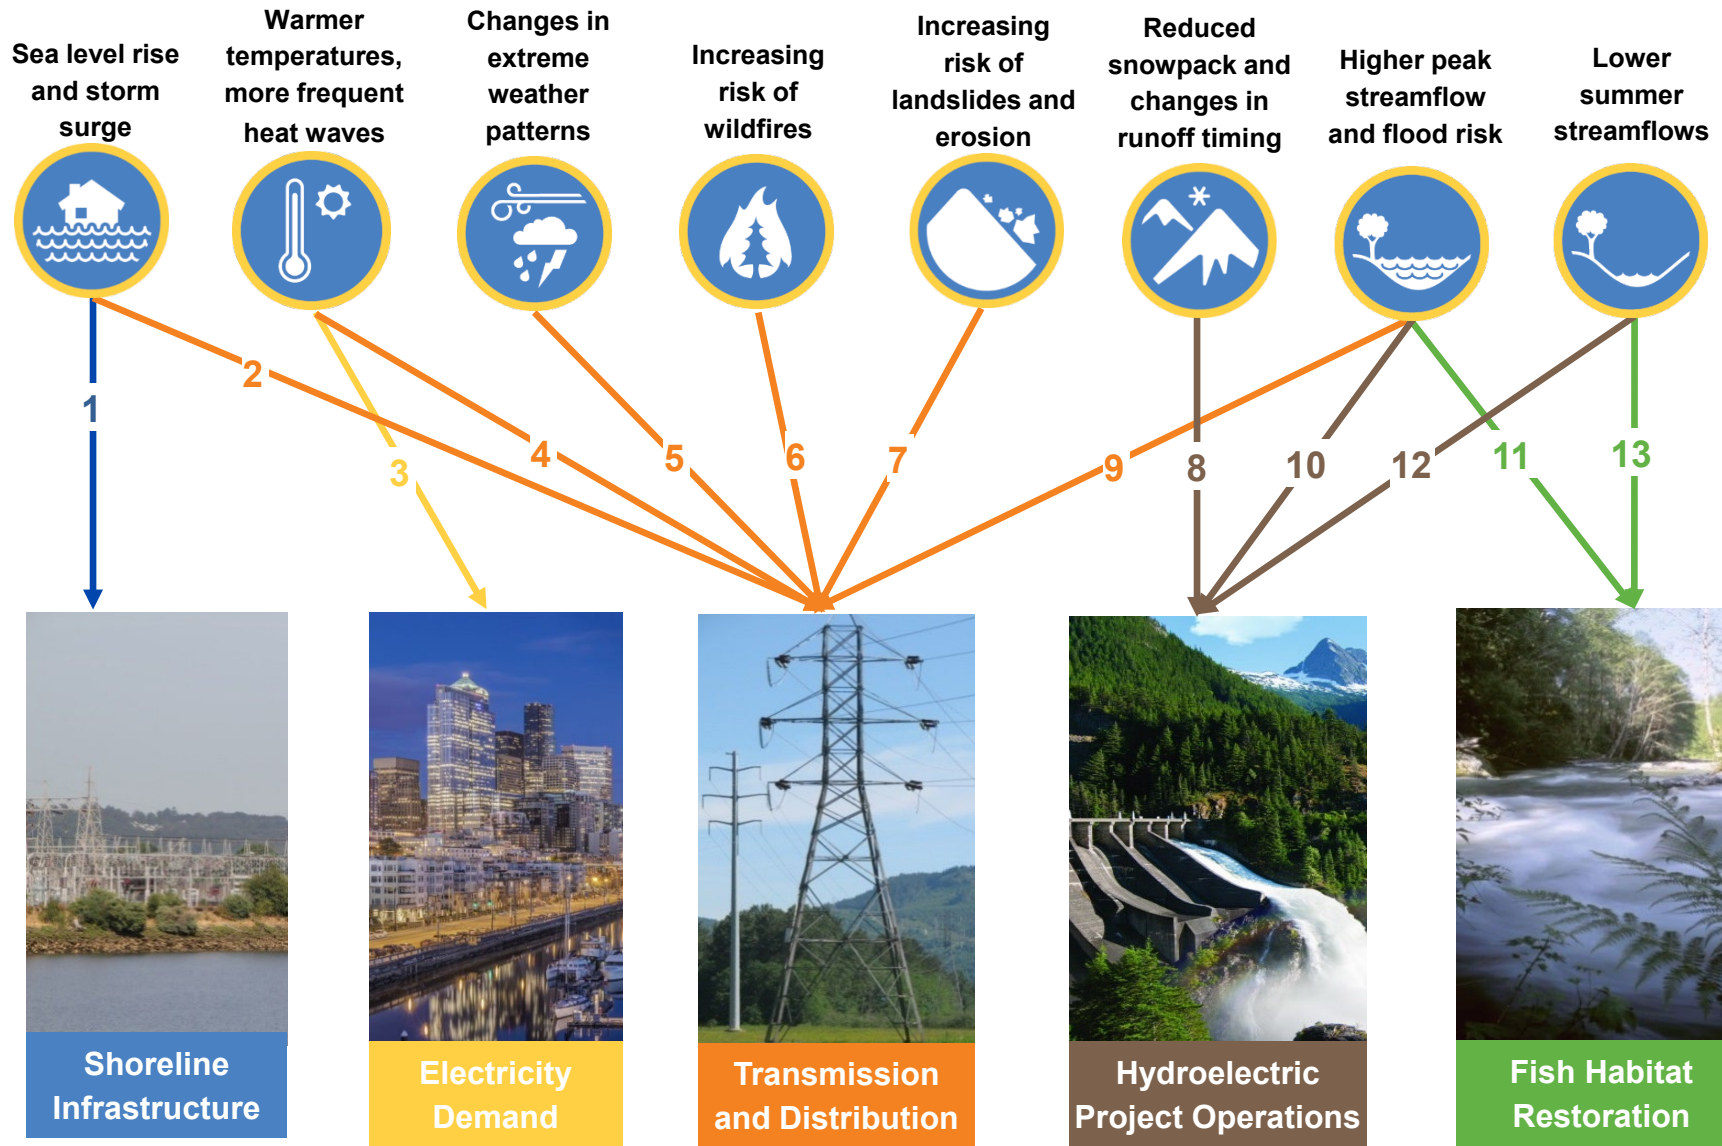 Sea level rise
and storm
surge
Warmer
temperatures,
more frequent
heat waves
Changes in
extreme
weather
patterns
Increasing
risk of
wildfires
Increasing
risk of
landslides and
erosion
Reduced
snowpack and
changes in
runoff timing
Higher peak
streamflow
and flood risk
Lower
summer
streamflows
1
2
3
4
5
6
7
8
9
10
11
12
13
Shoreline
Infrastructure
Electricity
Demand
Transmission
and Distribution
Hydroelectric
Project Operations
Fish Habitat
Restoration